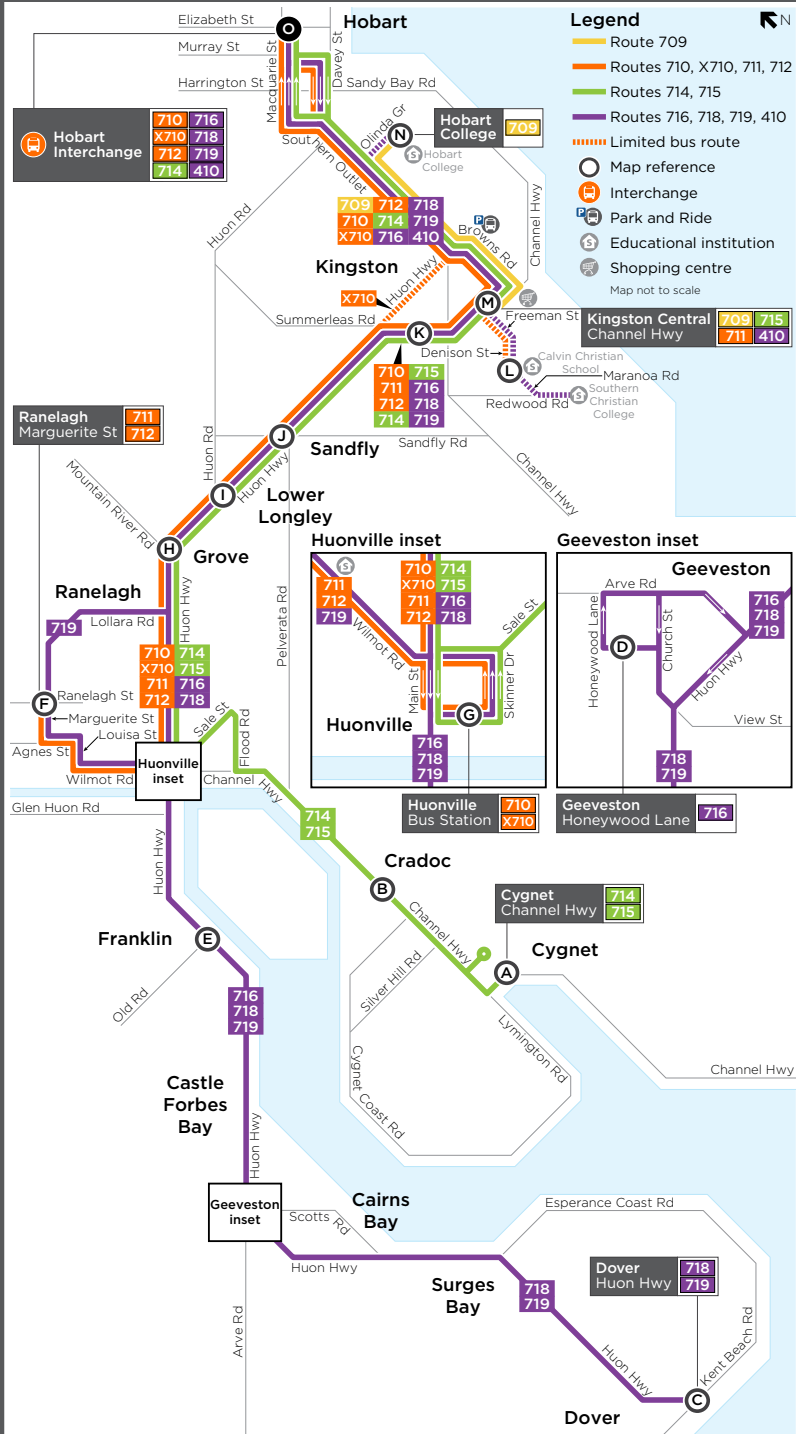 Elizabeth St
O
Hobart
Murray St
Harrington St
Macquarie St
Davey St
Sandy Bay Rd
Legend
N
Route 709
Routes 710, X710, 711, 712
Routes 714, 715
Routes 716, 718, 719, 410
Limited bus route
Map reference
Interchange
P
Park and Ride
S
Educational institution
Shopping centre
Map not to scale
Hobart
Interchange
710 716
X710 718
712 719
714 410
Southern Outlet
Olinda Gr
N
Hobart
College
709
S
Hobart
College
Huon Rd
Channel Hwy
709 712 718
710 714 719
X710 716 410
P
Browns Rd
Kingston
Huon Hwy
X710
Summerleas Rd
M
K
Freeman St
Denison St
L
Kingston Central
Channel Hwy
709 715
711 410
S
Calvin Christian
School
Maranoa Rd
Redwood Rd
S
Southern
Christian
College
710 715
711 716
712 718
714 719
Ranelagh
Marguerite St
711
712
Huon Rd
J
Sandfly
Sandfly Rd
Channel Hwy
Huon Hwy
I
Lower
Longley
Mountain River Rd
H
Grove
Ranelagh
719
Lollara Rd
Huon Hwy
Pelverata Rd
710 714
X710 715
711 716
712 718
F
Ranelagh St
Marguerite St
Louisa St
Agnes St
Wilmot Rd
Sale St
Flood Rd
Huonville
inset
Channel Hwy
Glen Huon Rd
Huonville inset
S
711
712
719
710 714
X710 715
711 716
712 718
Wilmot Rd
Main St
Sale St
Skinner Dr
G
Huonville
716
718
719
Huonville
Bus Station
710
X710
Geeveston inset
Geeveston
Arve Rd
716
718
719
Honeywood Lane
D
Church St
Huon Hwy
View St
718
719
Geeveston
Honeywood Lane
716
714
715
Huon Hwy
Cradoc
B
Channel Hwy
Cygnet
Channel Hwy
714
715
Cygnet
A
Franklin
E
Old Rd
Silver Hill Rd
Lymington Rd
Cygnet Coast Rd
Channel Hwy
716
718
719
Castle
Forbes
Bay
Huon Hwy
Geeveston
inset
Scotts Rd
Cairns
Bay
Esperance Coast Rd
Huon Hwy
Arve Rd
Surges
Bay
718
719
Dover
Huon Hwy
718
719
Huon Hwy
Kent Beach Rd
C
Dover